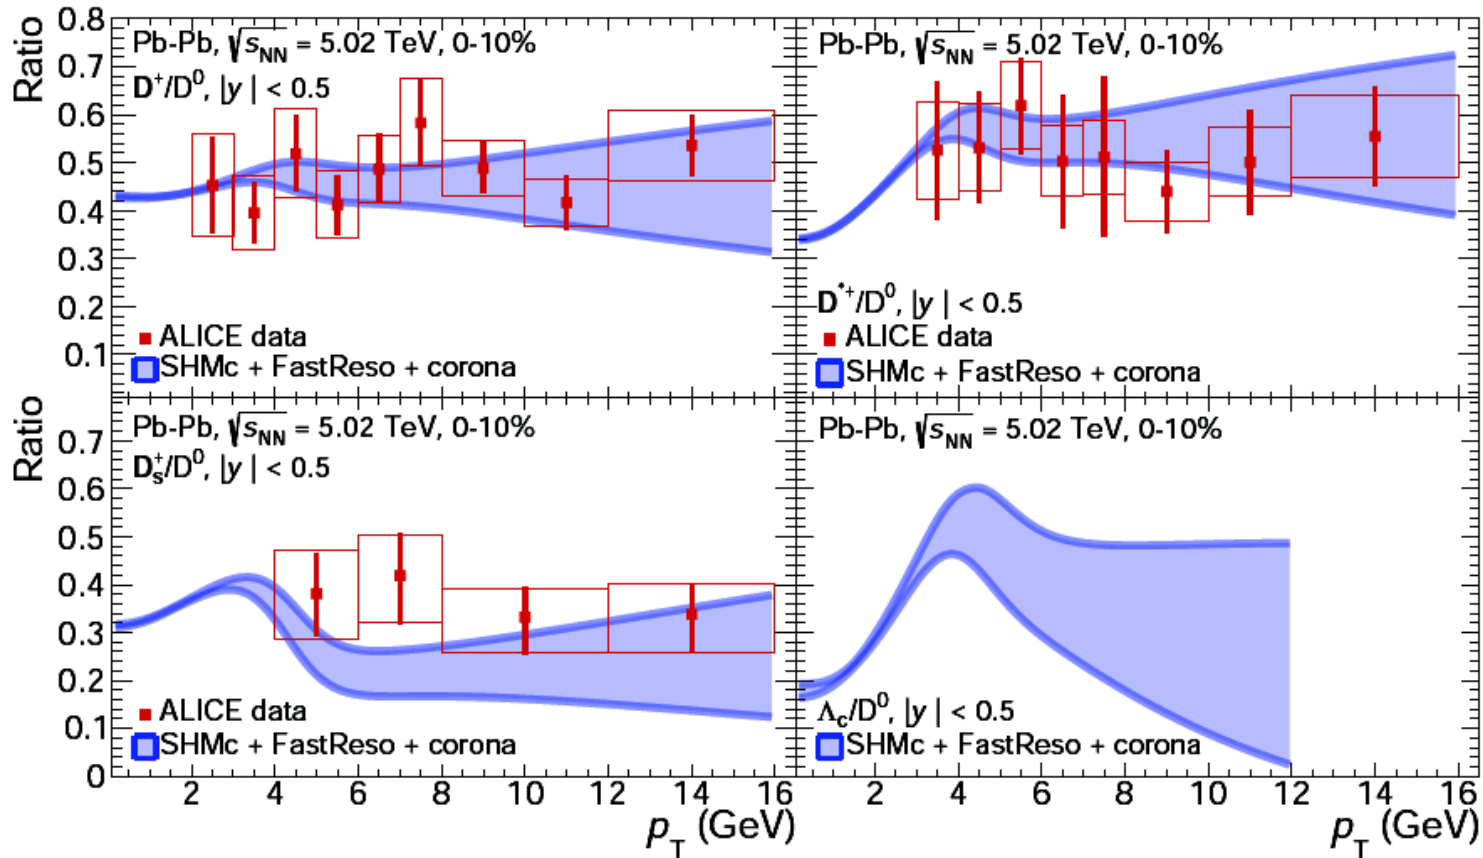 Ratio
0.8
0.7
0.6
0.5
0.4
0.3
0.2
0.1
Pb-Pb, √sNN = 5.02 TeV, 0-10%
D⁺/D⁰, |y| < 0.5
ALICE data
SHMc + FastReso + corona
Pb-Pb, √sNN = 5.02 TeV, 0-10%
D*⁺/D⁰, |y| < 0.5
ALICE data
SHMc + FastReso + corona
Ratio
0.7
0.6
0.5
0.4
0.3
0.2
0.1
0
Pb-Pb, √sNN = 5.02 TeV, 0-10%
Ds⁺/D⁰, |y| < 0.5
ALICE data
SHMc + FastReso + corona
2 4 6 8 10 12 14 16
pT (GeV)
Pb-Pb, √sNN = 5.02 TeV, 0-10%
Λc/D⁰, |y| < 0.5
SHMc + FastReso + corona
2 4 6 8 10 12 14 16
pT (GeV)